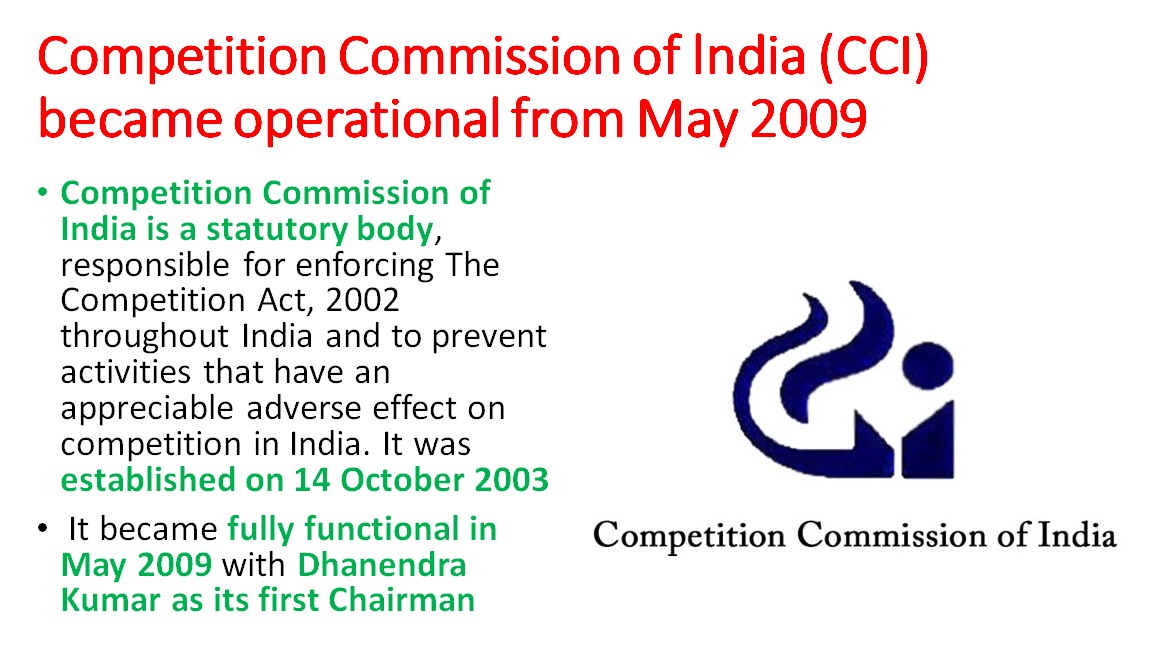 Competition Commission of India (CCI)
became operational from May 2009
• Competition Commission of
India is a statutory body,
responsible for enforcing The
Competition Act, 2002
throughout India and to prevent
activities that have an
appreciable adverse effect on
competition in India. It was
established on 14 October 2003
• It became fully functional in
May 2009 with Dhanendra
Kumar as its first Chairman
Competition Commission of India